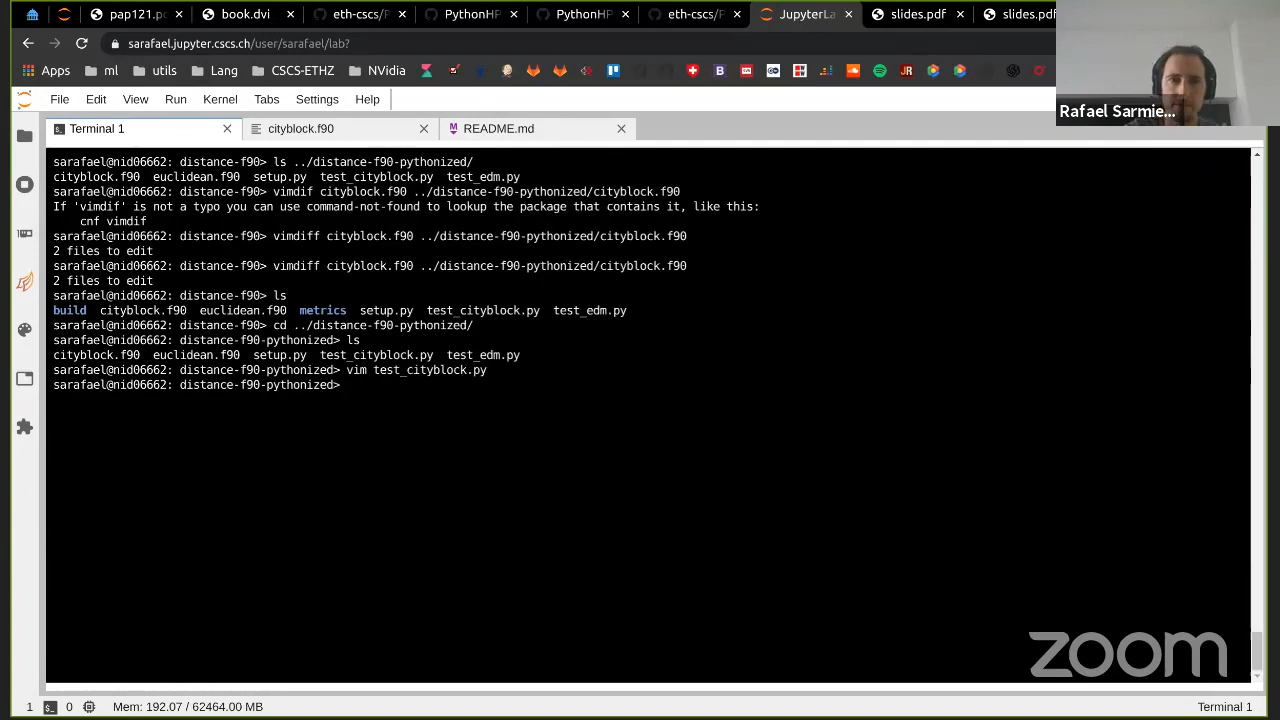 pap121.pc
book.dvi
eth-cscs/P
PythonHP
PythonHP
eth-cscs/P
JupyterLa
slides.pdf
slides.pdf
sarafael.jupyter.cscs.ch/user/sarafael/lab?
Apps
ml
utils
Lang
CSCS-ETHZ
NVidia
Rafael Sarmie...
File Edit View Run Kernel Tabs Settings Help
Terminal 1
cityblock.f90
README.md
sarafael@nid06662: distance-f90> ls ../distance-f90-pythonized/
cityblock.f90  euclidean.f90  setup.py  test_cityblock.py  test_edm.py
sarafael@nid06662: distance-f90> vimdif cityblock.f90 ../distance-f90-pythonized/cityblock.f90
If 'vimdif' is not a typo you can use command-not-found to lookup the package that contains it, like this:
    cnf vimdif
sarafael@nid06662: distance-f90> vimdiff cityblock.f90 ../distance-f90-pythonized/cityblock.f90
2 files to edit
sarafael@nid06662: distance-f90> vimdiff cityblock.f90 ../distance-f90-pythonized/cityblock.f90
2 files to edit
sarafael@nid06662: distance-f90> ls
build  cityblock.f90  euclidean.f90  metrics  setup.py  test_cityblock.py  test_edm.py
sarafael@nid06662: distance-f90> cd ../distance-f90-pythonized/
sarafael@nid06662: distance-f90-pythonized> ls
cityblock.f90  euclidean.f90  setup.py  test_cityblock.py  test_edm.py
sarafael@nid06662: distance-f90-pythonized> vim test_cityblock.py
sarafael@nid06662: distance-f90-pythonized>
zoom
1 0 Mem: 192.07 / 62464.00 MB
Terminal 1